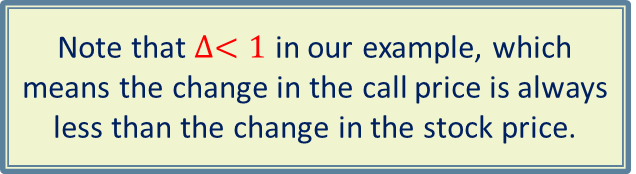 Note that Δ< 1 in our example, which
means the change in the call price is always
less than the change in the stock price.